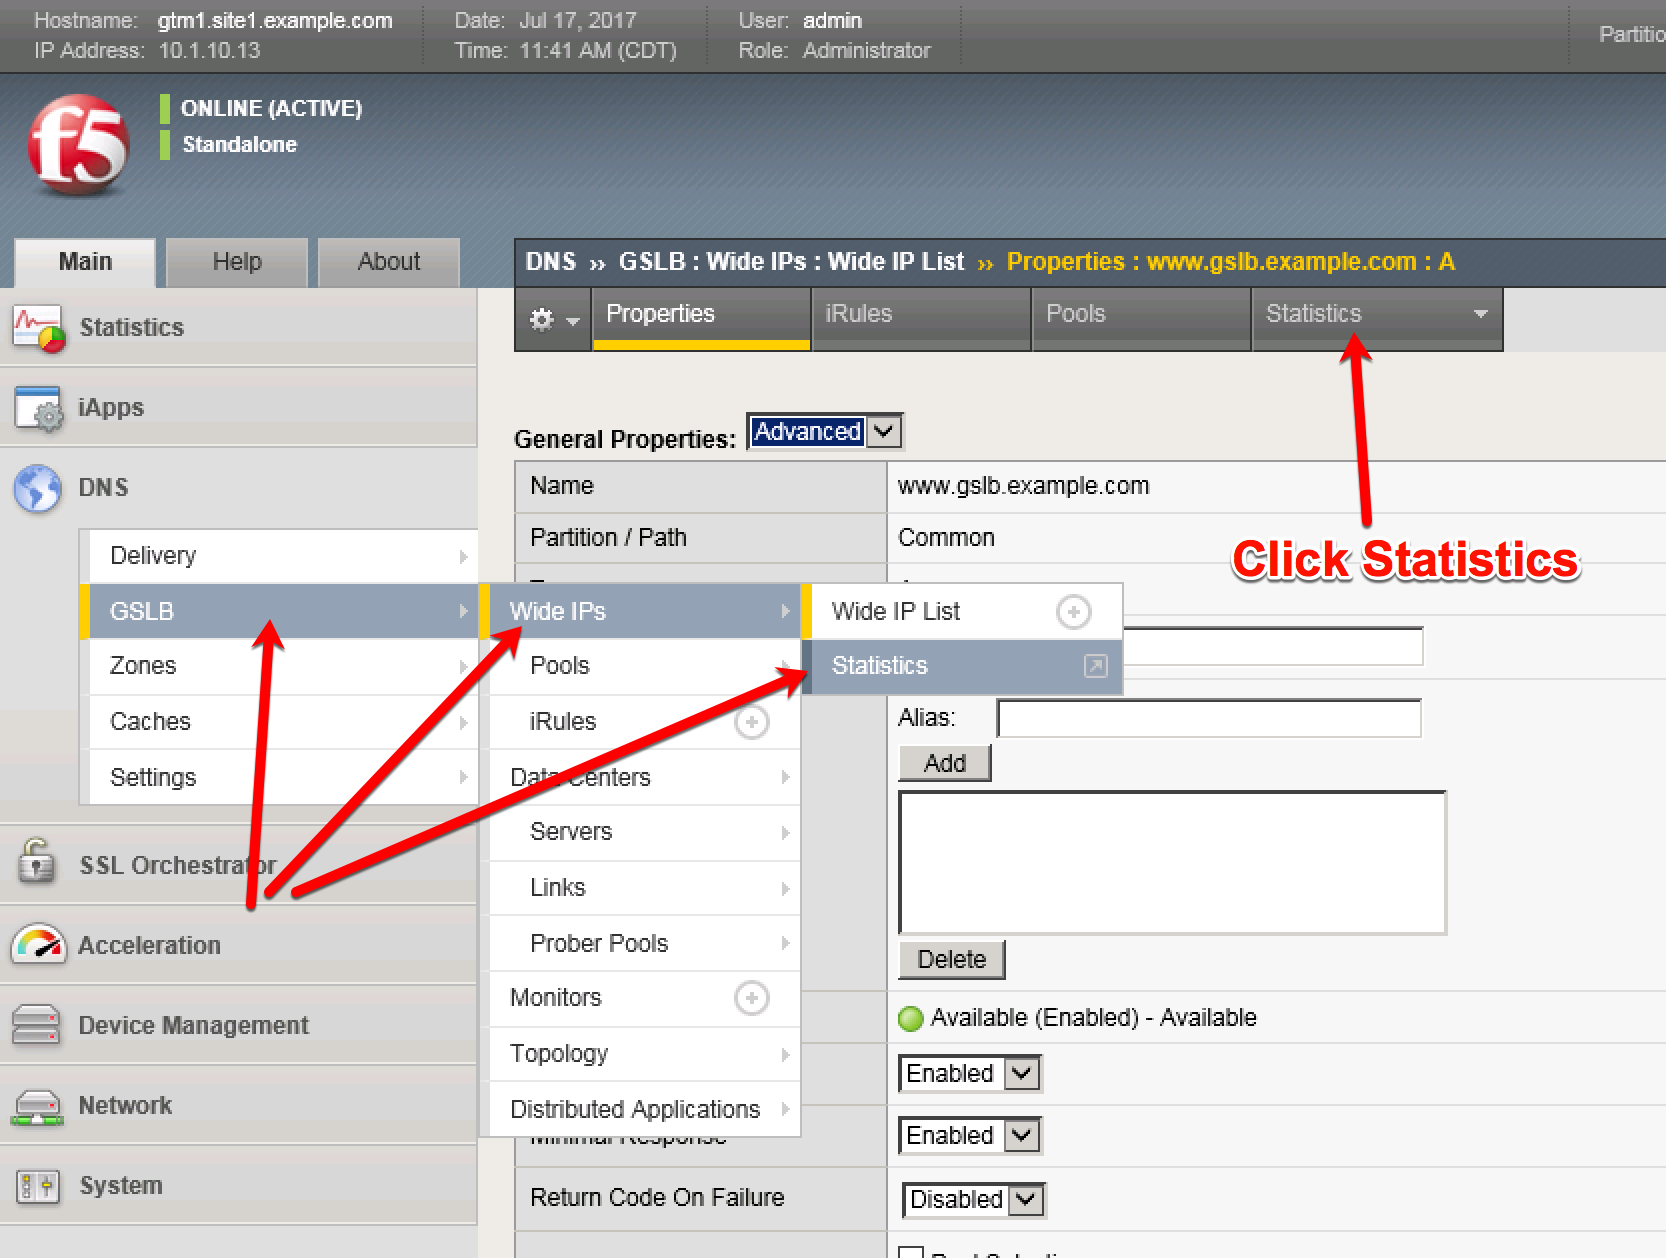 Hostname: gtm1.site1.example.com Date: Jul 17, 2017 User: admin
IP Address: 10.1.10.13 Time: 11:41 AM (CDT) Role: Administrator
f5
ONLINE (ACTIVE)
Standalone
Main Help About
DNS ›› GSLB : Wide IPs : Wide IP List ›› Properties : www.gslb.example.com : A
Properties iRules Pools Statistics
Statistics
iApps
DNS
Delivery
GSLB
Zones
Caches
Settings
SSL Orchestrator
Acceleration
Device Management
Network
System
Wide IPs
Pools
iRules
Data Centers
Servers
Links
Prober Pools
Monitors
Topology
Distributed Applications
Wide IP List
Statistics
General Properties: Advanced
Name www.gslb.example.com
Partition / Path Common
Click Statistics
Alias:
Add
Delete
Available (Enabled) - Available
Enabled
Minimal Response Enabled
Return Code On Failure Disabled